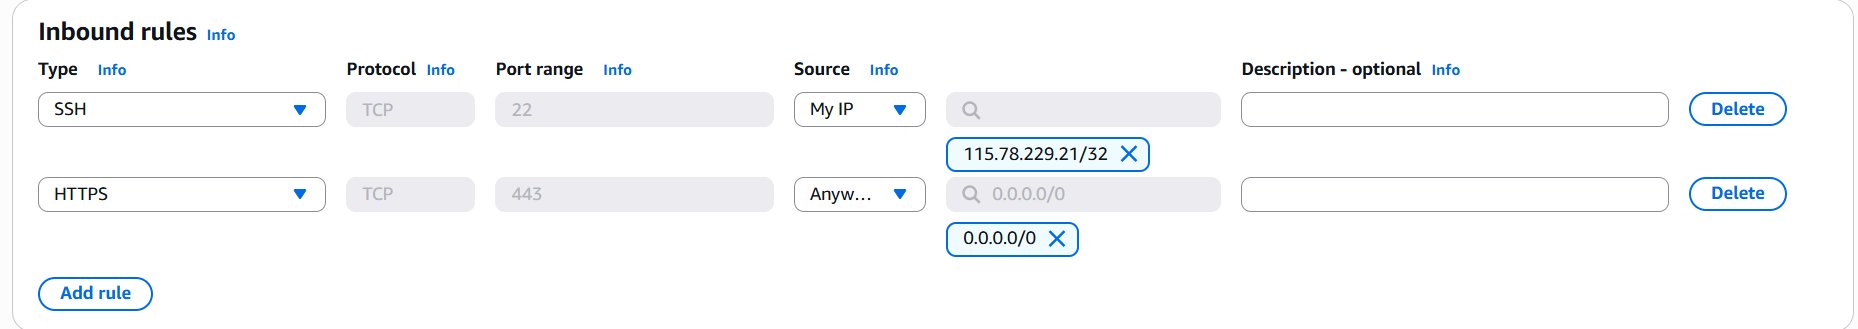 Inbound rules Info
Type Info Protocol Info Port range Info Source Info Description - optional Info
SSH TCP 22 My IP Delete
115.78.229.21/32
HTTPS TCP 443 Anyw... 0.0.0.0/0 Delete
0.0.0.0/0
Add rule